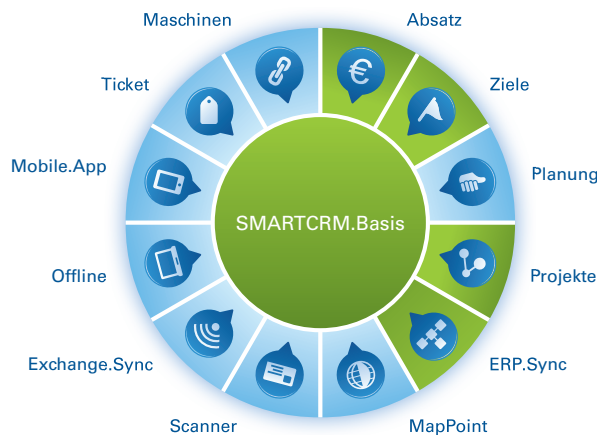 Maschinen
Absatz
Ticket
Ziele
Mobile.App
Planung
SMARTCRM.Basis
Offline
Projekte
Exchange.Sync
ERP.Sync
Scanner
MapPoint